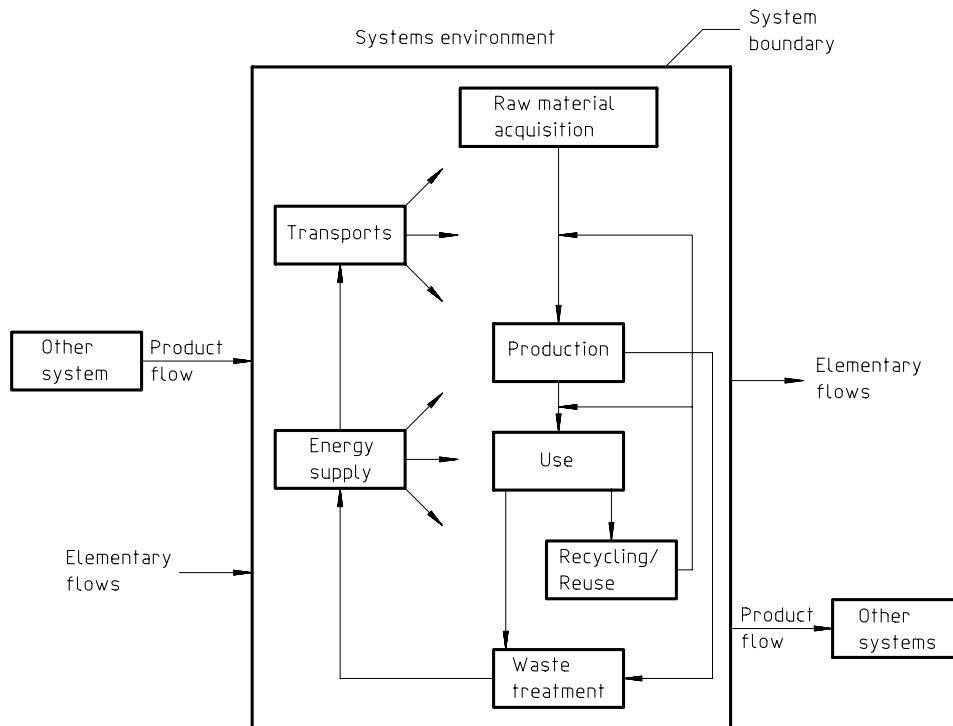 Systems environment
System
boundary
Raw material
acquisition
Transports
Other
system
Product
flow
Production
Elementary
flows
Energy
supply
Use
Elementary
flows
Recycling/
Reuse
Product
flow
Other
systems
Waste
treatment